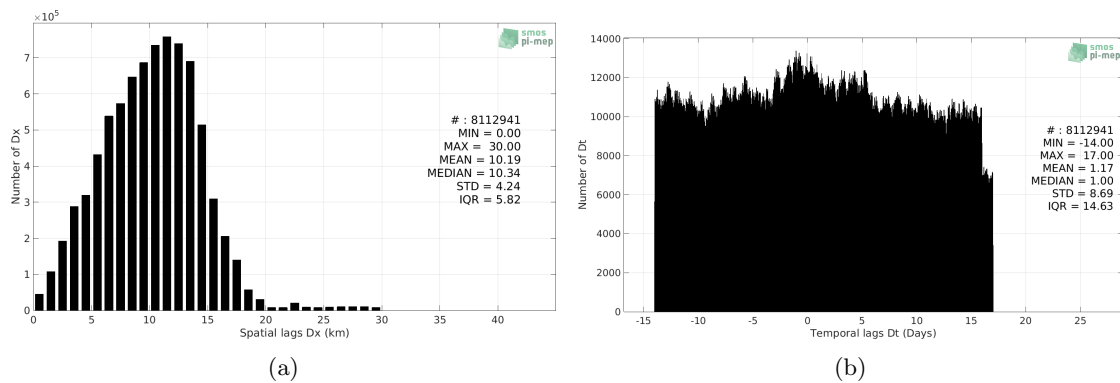 ×10⁵
smos
pi-mep
7
6
5
4
3
2
1
0
Number of Dx
# : 8112941
MIN = 0.00
MAX = 30.00
MEAN = 10.19
MEDIAN = 10.34
STD = 4.24
IQR = 5.82
0 5 10 15 20 25 30 35 40
Spatial lags Dx (km)
(a)
smos
pi-mep
14000
12000
10000
8000
6000
4000
2000
0
Number of Dt
# : 8112941
MIN = -14.00
MAX = 17.00
MEAN = 1.17
MEDIAN = 1.00
STD = 8.69
IQR = 14.63
-15 -10 -5 0 5 10 15 20 25
Temporal lags Dt (Days)
(b)